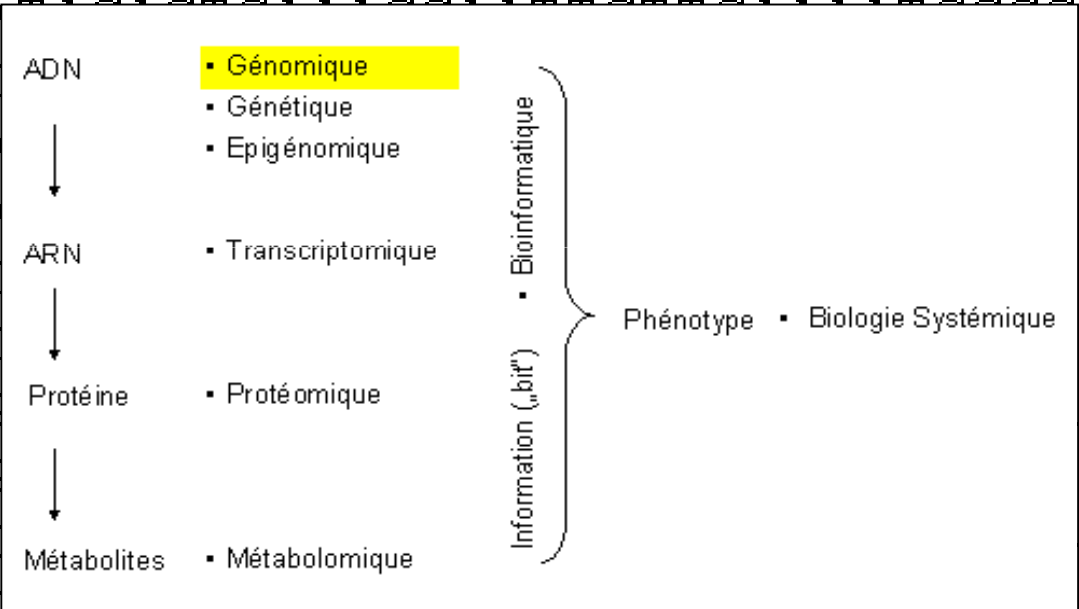 ADN ▪ Génomique
▪ Génétique
▪ Epigénomique
ARN ▪ Transcriptomique
Protéine ▪ Protéomique
Métabolites ▪ Métabolomique
Information („bit") ▪ Bioinformatique
Phénotype ▪ Biologie Systémique